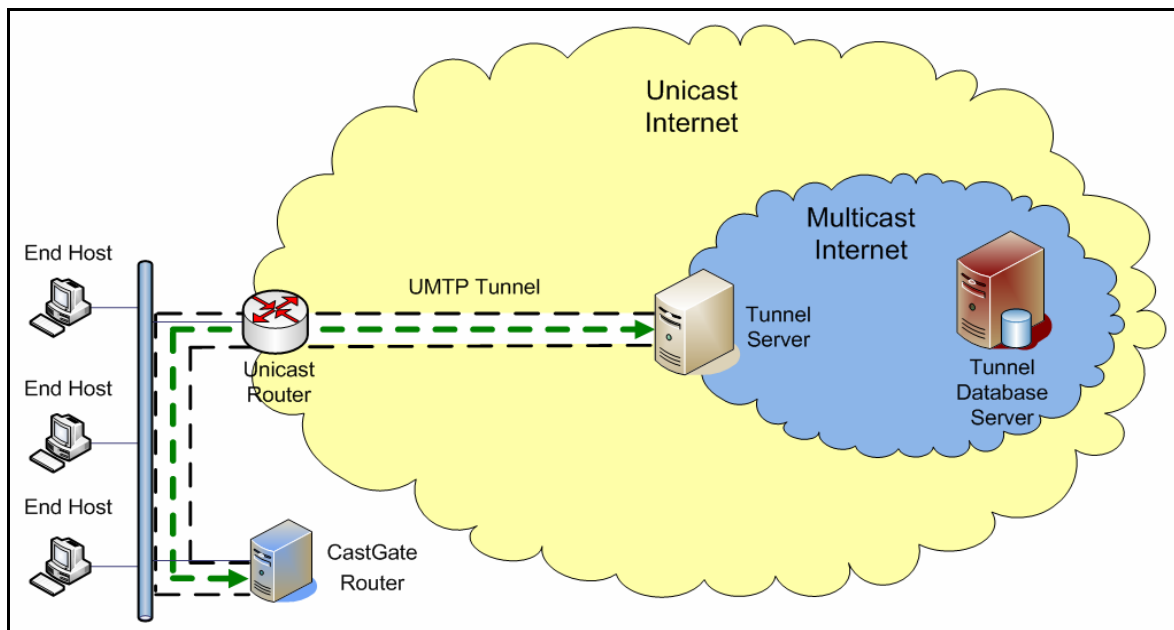 Unicast
Internet
Multicast
Internet
End Host
UMTP Tunnel
Tunnel
Server
Unicast
Router
Tunnel
Database
Server
End Host
End Host
CastGate
Router